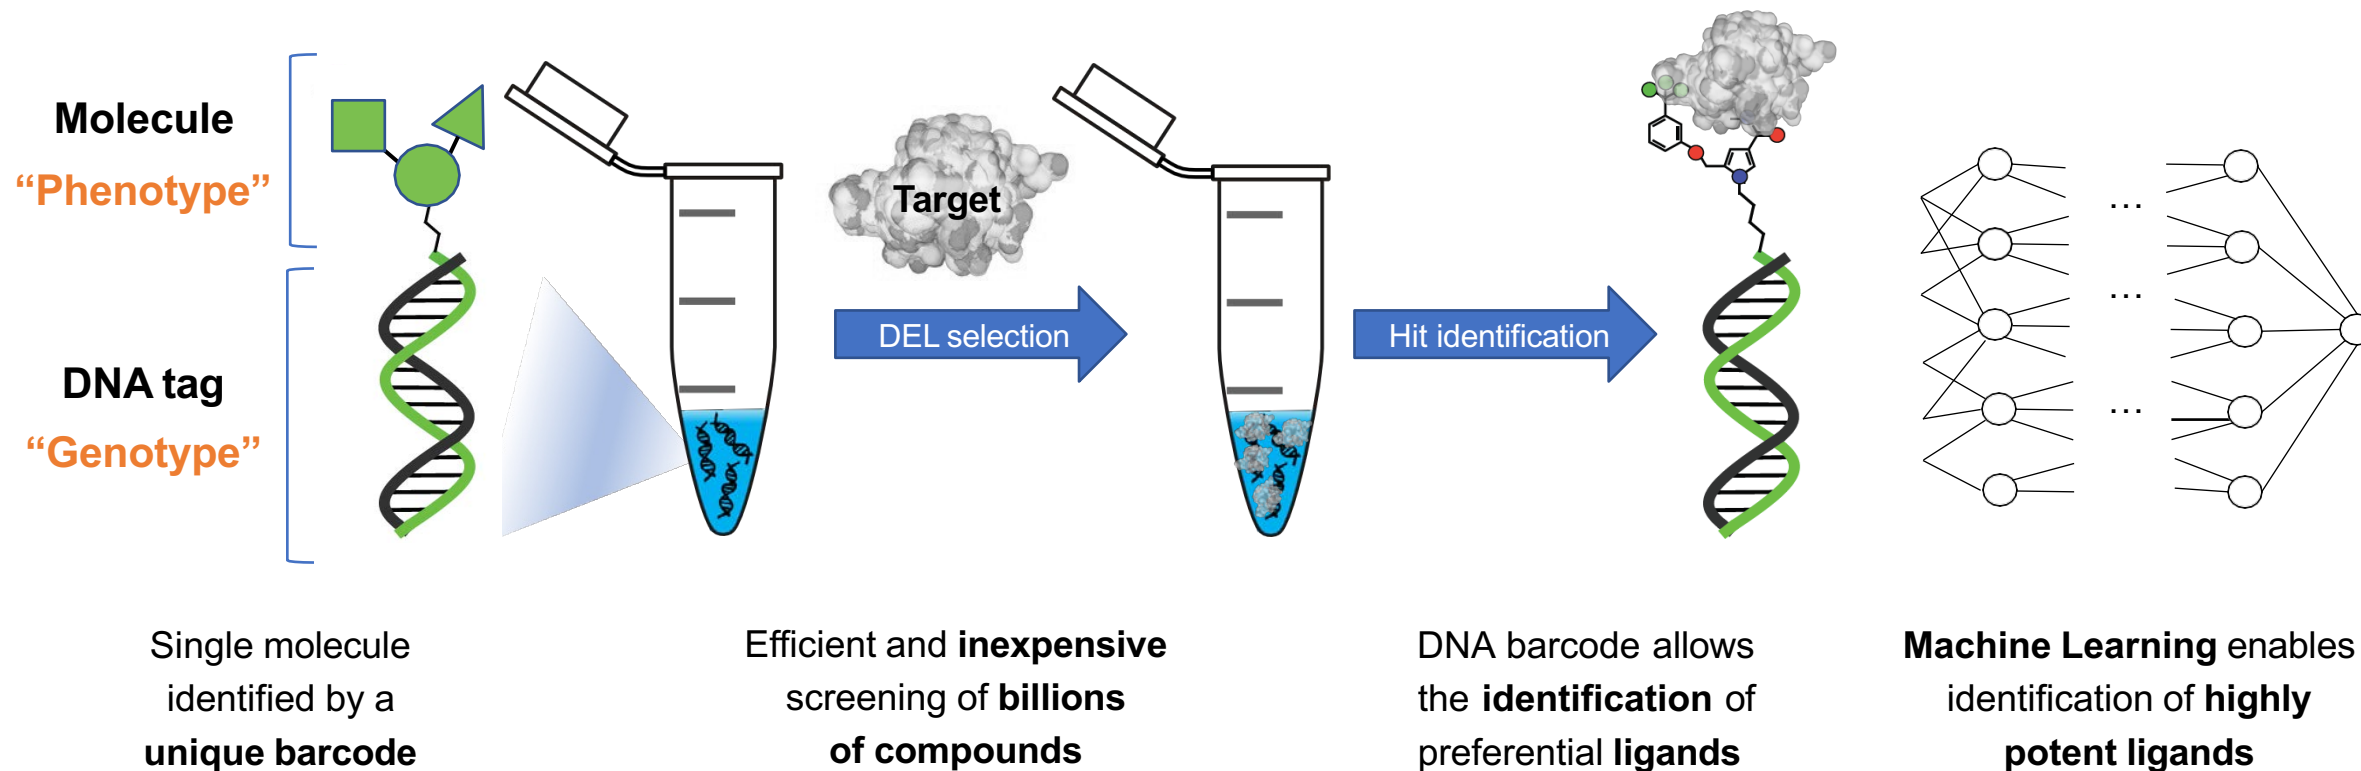 Molecule
“Phenotype”
DNA tag
“Genotype”
Target
DEL selection
Hit identification
...
...
...
Single molecule
identified by a
unique barcode
Efficient and inexpensive
screening of billions
of compounds
DNA barcode allows
the identification of
preferential ligands
Machine Learning enables
identification of highly
potent ligands